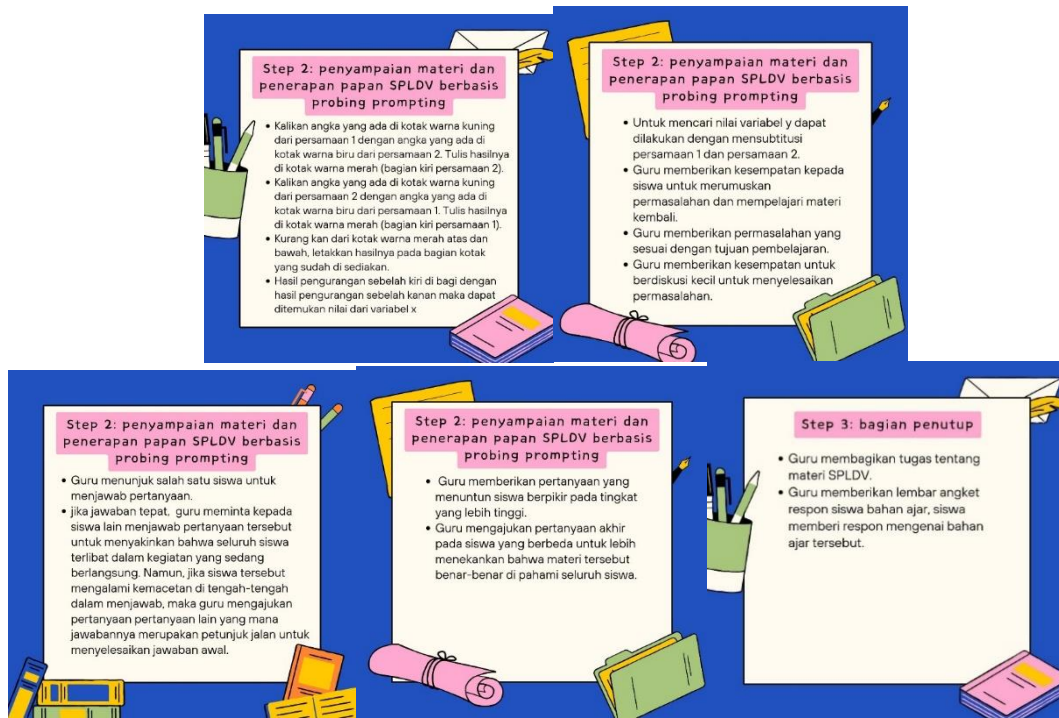 Step 2: penyampaian materi dan
penerapan papan SPLDV berbasis
probing prompting
• Kalikan angka yang ada di kotak warna kuning
dari persamaan 1 dengan angka yang ada di
kotak warna biru dari persamaan 2. Tulis hasilnya
di kotak warna merah (bagian kiri persamaan 2).
• Kalikan angka yang ada di kotak warna kuning
dari persamaan 2 dengan angka yang ada di
kotak warna biru dari persamaan 1. Tulis hasilnya
di kotak warna merah (bagian kiri persamaan 1).
• Kurang kan dari kotak warna merah atas dan
bawah, letakkan hasilnya pada bagian kotak
yang sudah di sediakan.
• Hasil pengurangan sebelah kiri di bagi dengan
hasil pengurangan sebelah kanan maka dapat
ditemukan nilai dari variabel x
Step 2: penyampaian materi dan
penerapan papan SPLDV berbasis
probing prompting
• Untuk mencari nilai variabel y dapat
dilakukan dengan mensubtitusi
persamaan 1 dan persamaan 2.
• Guru memberikan kesempatan kepada
siswa untuk merumuskan
permasalahan dan mempelajari materi
kembali.
• Guru memberikan permasalahan yang
sesuai dengan tujuan pembelajaran.
• Guru memberikan kesempatan untuk
berdiskusi kecil untuk menyelesaikan
permasalahan.
Step 2: penyampaian materi dan
penerapan papan SPLDV berbasis
probing prompting
• Guru menunjuk salah satu siswa untuk
menjawab pertanyaan.
• jika jawaban tepat, guru meminta kepada
siswa lain menjawab pertanyaan tersebut
untuk menyakinkan bahwa seluruh siswa
terlibat dalam kegiatan yang sedang
berlangsung. Namun, jika siswa tersebut
mengalami kemacetan di tengah-tengah
dalam menjawab, maka guru mengajukan
pertanyaan pertanyaan lain yang mana
jawabannya merupakan petunjuk jalan untuk
menyelesaikan jawaban awal.
Step 2: penyampaian materi dan
penerapan papan SPLDV berbasis
probing prompting
• Guru memberikan pertanyaan yang
menuntun siswa berpikir pada tingkat
yang lebih tinggi.
• Guru mengajukan pertanyaan akhir
pada siswa yang berbeda untuk lebih
menekankan bahwa materi tersebut
benar-benar di pahami seluruh siswa.
Step 3: bagian penutup
• Guru membagikan tugas tentang
materi SPLDV.
• Guru memberikan lembar angket
respon siswa bahan ajar, siswa
memberi respon mengenai bahan
ajar tersebut.